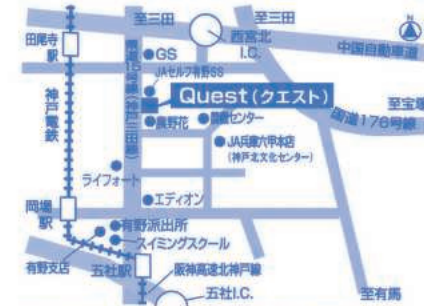 至三田
至三田
田尾寺駅
西宮北
I.C.
中国自動車道
GS
JAセルフ有野SS
Quest(クエスト)
神戸電鉄
農野花
センター
国道176号線
至宝塚
JA兵庫六甲本店
(神戸北文化センター)
ライフォート
岡場駅
エディオン
有野派出所
スイミングスクール
有野支店
五社駅
阪神高速北神戸線
五社I.C.
至有馬